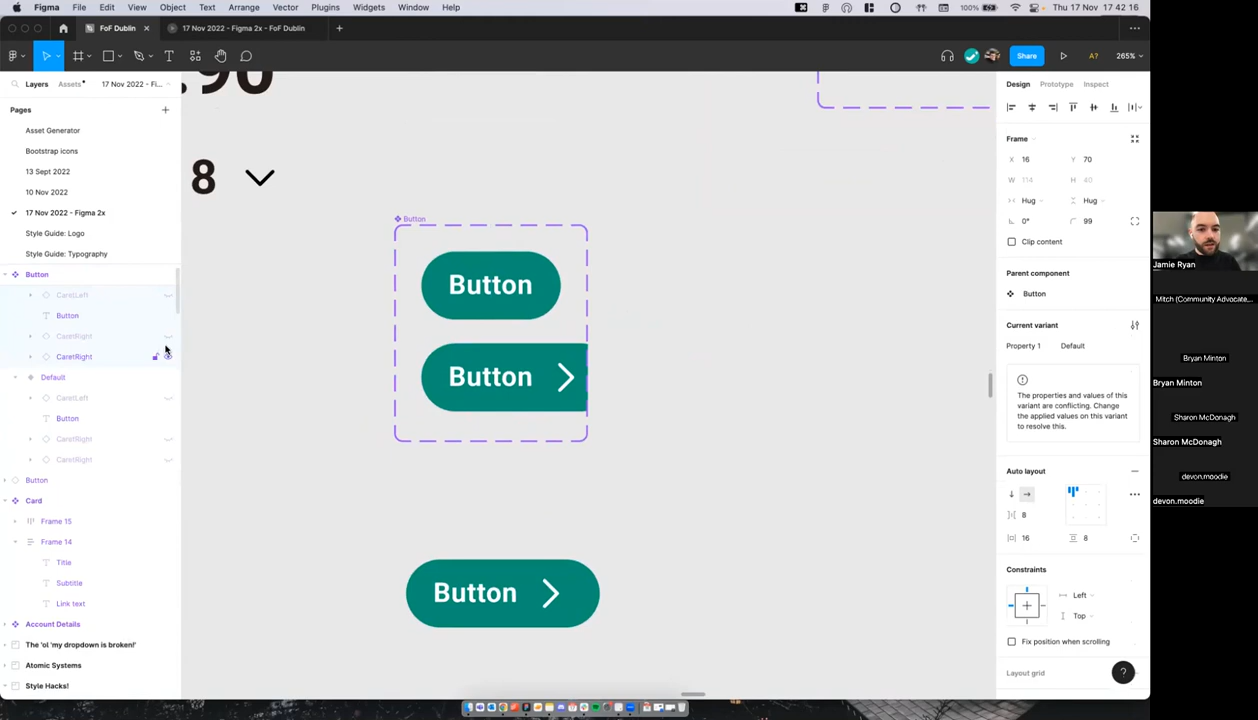 Figma File Edit View Object Text Arrange Vector Plugins Widgets Window Help
100%
Thu 17 Nov 17 42 16
FoF Dublin
17 Nov 2022 - Figma 2x - FoF Dublin
Share
A?
265%
Layers
Assets
17 Nov 2022 - Fi...
Pages
Asset Generator
Bootstrap icons
13 Sept 2022
10 Nov 2022
17 Nov 2022 - Figma 2x
Style Guide: Logo
Style Guide: Typography
Button
CaretLeft
Button
CaretRight
CaretRight
Default
CaretLeft
Button
CaretRight
CaretRight
Button
Card
Frame 15
Frame 14
Title
Subtitle
Link text
Account Details
The 'ol 'my dropdown is broken!'
Atomic Systems
Style Hacks!
.90
8
Button
Button
Button
Button
Design
Prototype
Inspect
Frame
X 16
Y 70
W 114
H 40
Hug
Hug
0°
99
Clip content
Parent component
Button
Current variant
Property 1 Default
The properties and values of this
variant are conflicting. Change
the applied values on this variant
to resolve this.
Auto layout
8
16
8
Constraints
Left
Top
Fix position when scrolling
Layout grid
?
Jamie Ryan
Mitch (Community Advocate,...
Bryan Minton
Bryan Minton
Sharon McDonagh
Sharon McDonagh
devon.moodie
devon.moodie